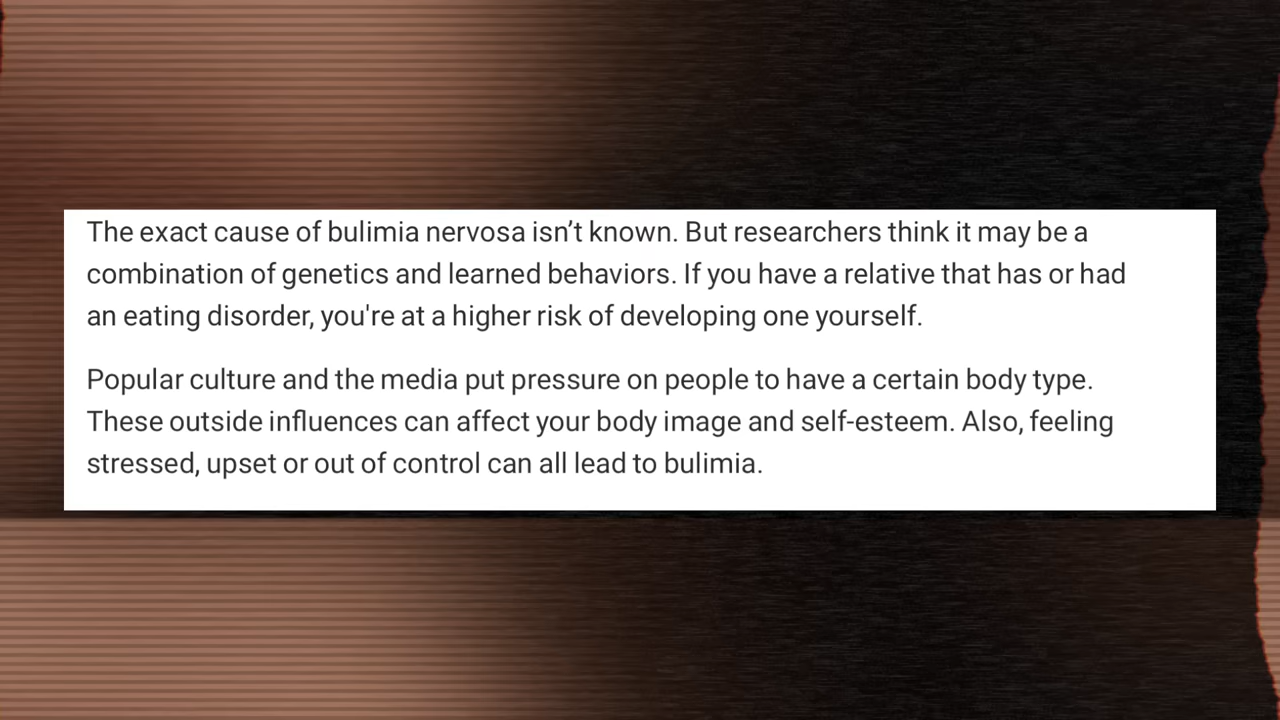 The exact cause of bulimia nervosa isn’t known. But researchers think it may be a
combination of genetics and learned behaviors. If you have a relative that has or had
an eating disorder, you're at a higher risk of developing one yourself.
Popular culture and the media put pressure on people to have a certain body type.
These outside influences can affect your body image and self-esteem. Also, feeling
stressed, upset or out of control can all lead to bulimia.